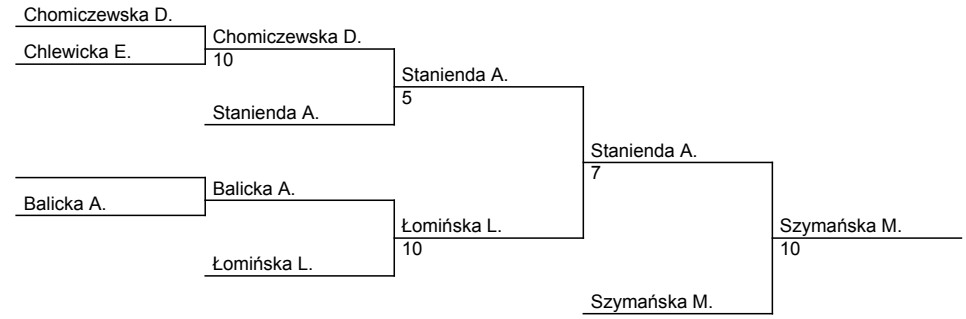 Chomiczewska D.
Chomiczewska D.
Chlewicka E.
10
Stanienda A.
5
Stanienda A.
Stanienda A.
7
Balicka A.
Balicka A.
Łomińska L.
Szymańska M.
10
10
Łomińska L.
Szymańska M.